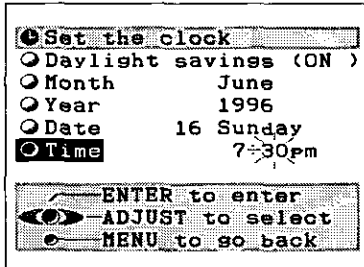 Set the clock
Daylight savings (ON )
Month June
Year 1996
Date 16 Sunday
Time 7:30pm
ENTER to enter
ADJUST to select
MENU to go back